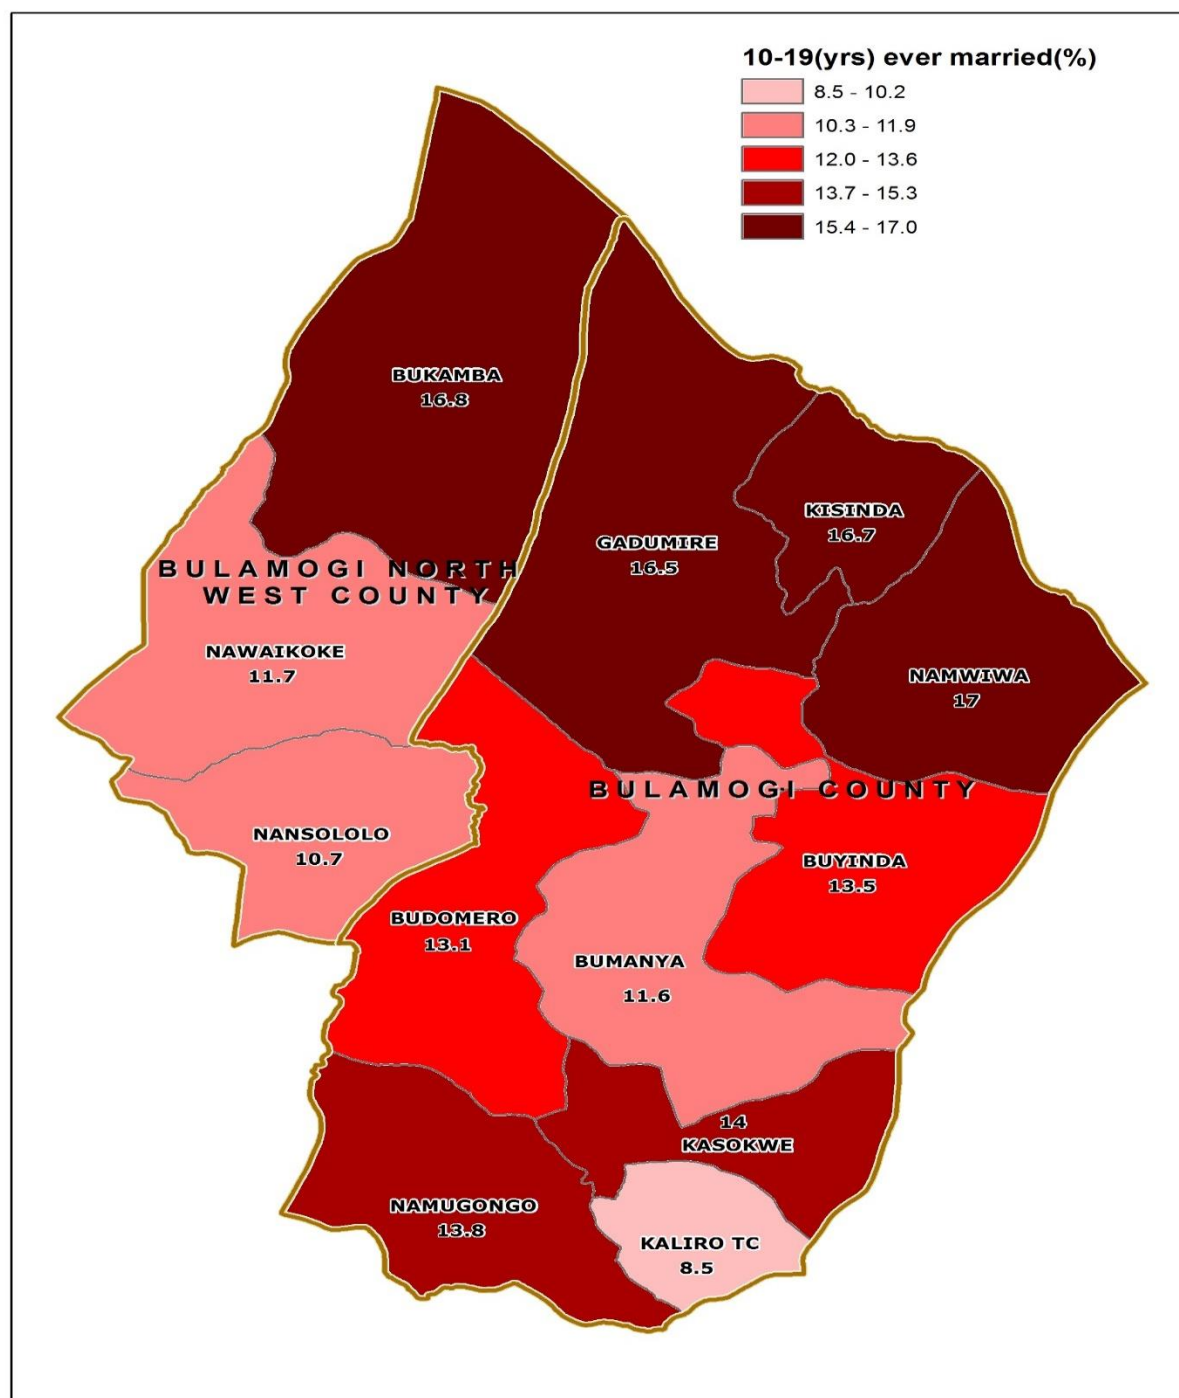 10-19(yrs) ever married(%)
8.5 - 10.2
10.3 - 11.9
12.0 - 13.6
13.7 - 15.3
15.4 - 17.0
BUKAMBA
16.8
KISINDA
16.7
GADUMIRE
16.5
BULAMOGI NORTH
WEST COUNTY
NAWAIKOKE
11.7
NAMWIWA
17
BULAMOGI COUNTY
NANSOLOLO
10.7
BUYINDA
13.5
BUDOMERO
13.1
BUMANYA
11.6
14
KASOKWE
NAMUGONGO
13.8
KALIRO TC
8.5